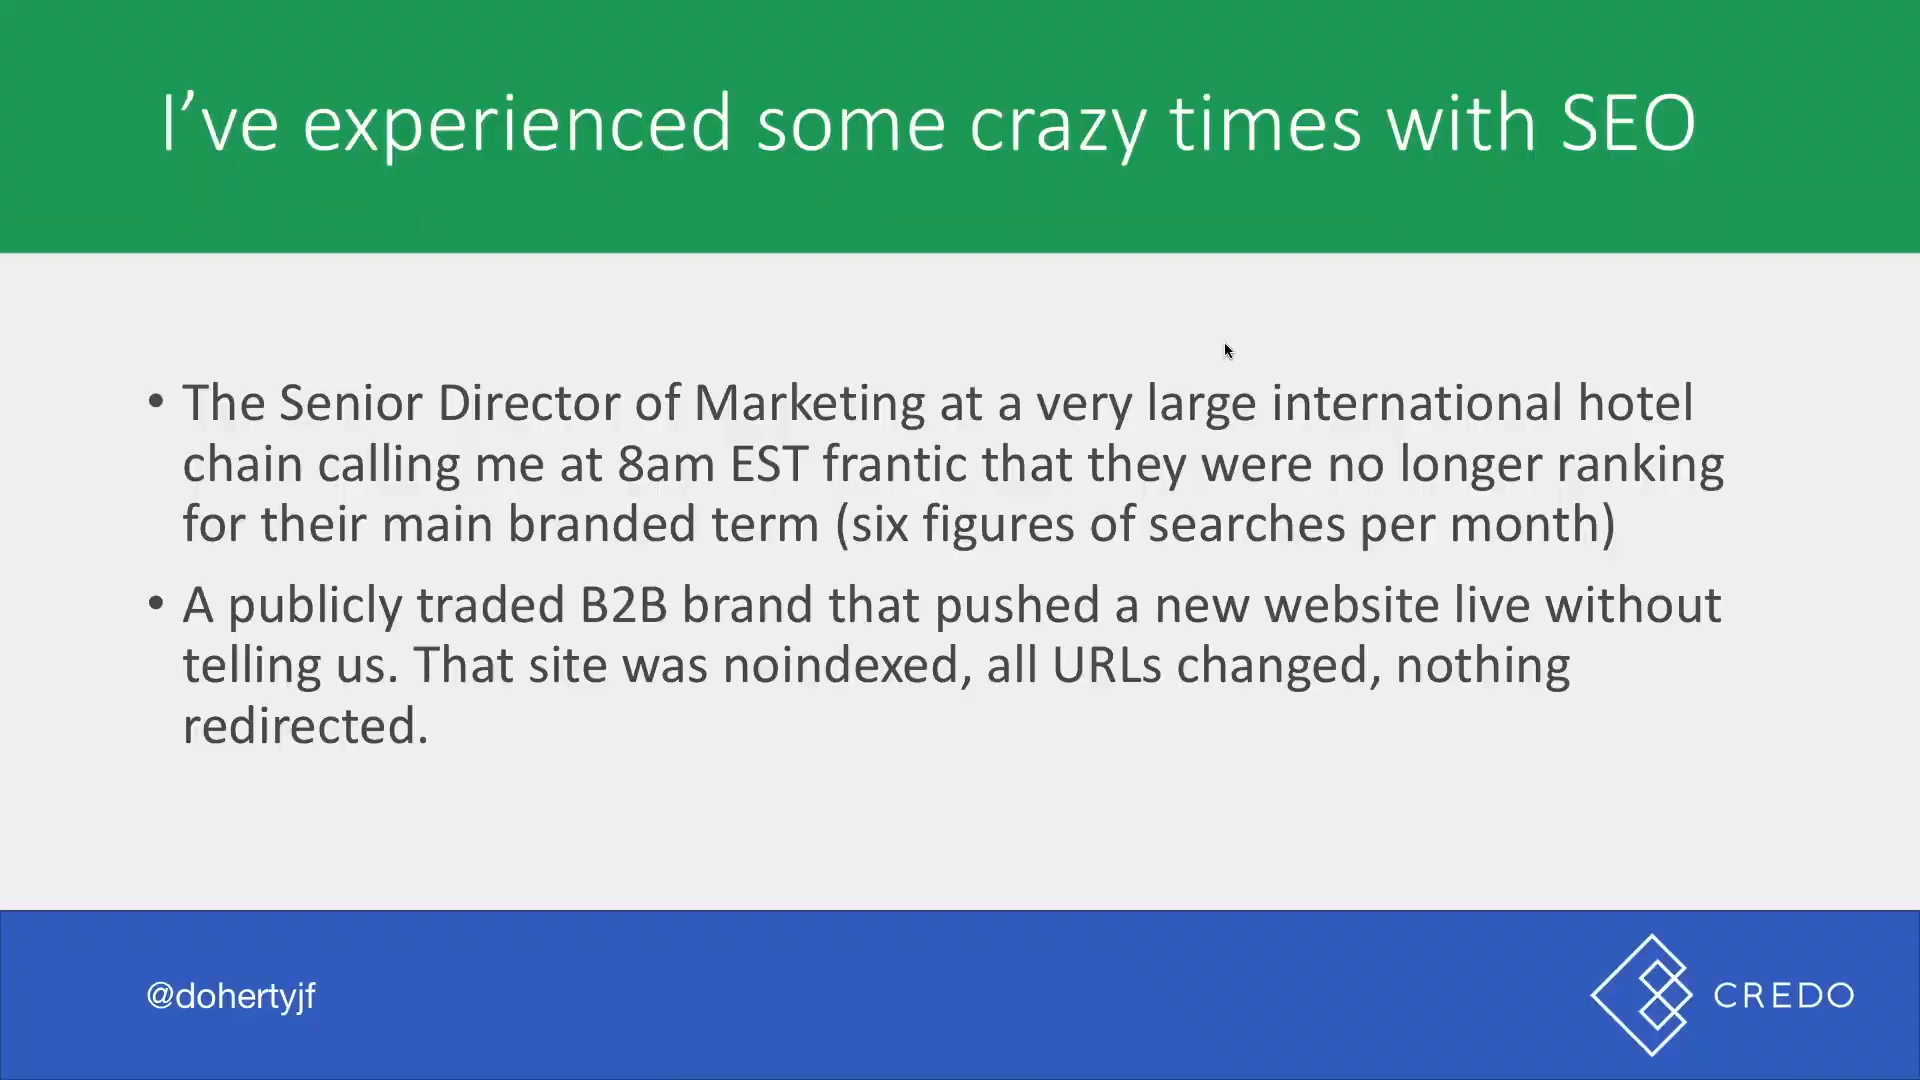 I’ve experienced some crazy times with SEO
• The Senior Director of Marketing at a very large international hotel
chain calling me at 8am EST frantic that they were no longer ranking
for their main branded term (six figures of searches per month)
• A publicly traded B2B brand that pushed a new website live without
telling us. That site was noindexed, all URLs changed, nothing
redirected.
@dohertyjf
CREDO